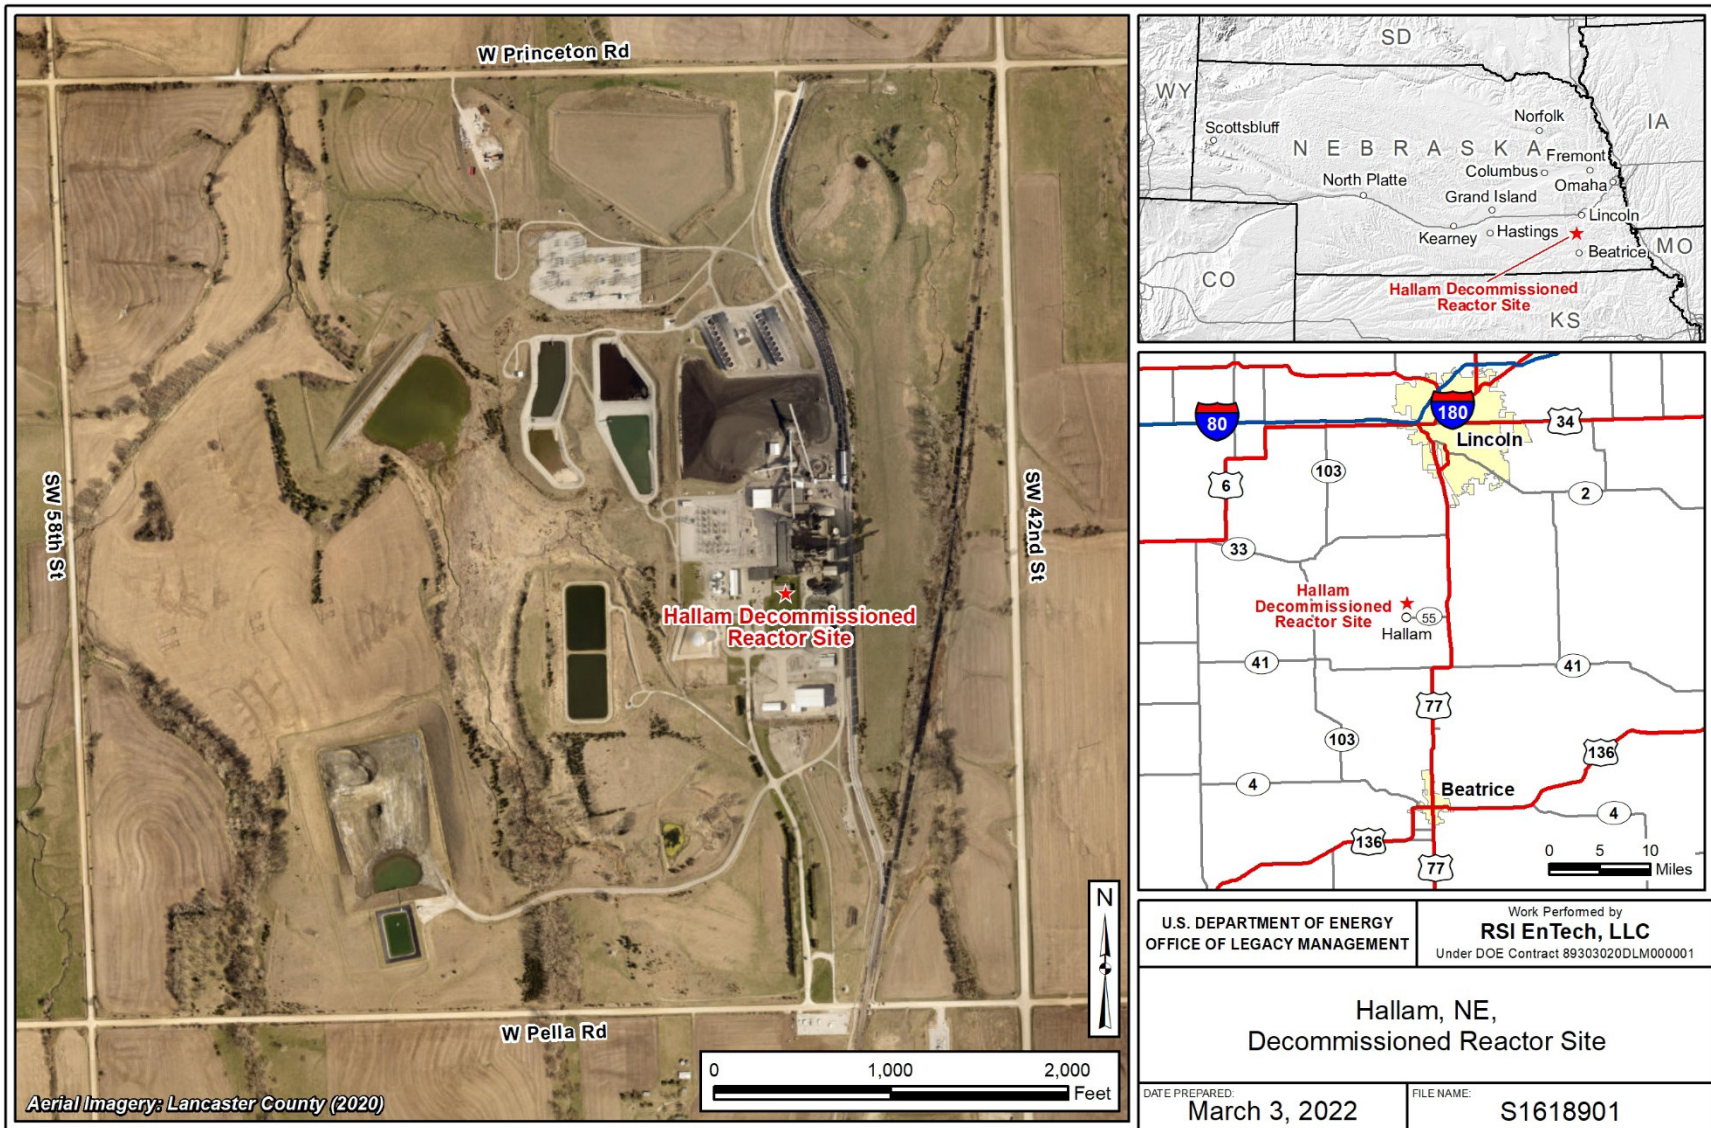 W Princeton Rd
SW 58th St
SW 42nd St
Hallam Decommissioned
Reactor Site
W Pella Rd
N
0 1,000 2,000
Feet
Aerial Imagery: Lancaster County (2020)
SD
WY
IA
Norfolk
Scottsbluff
N E B R A S K A
Fremont
Columbus
North Platte
Omaha
Grand Island
Lincoln
Kearney
Hastings
Beatrice
MO
CO
Hallam Decommissioned
Reactor Site
KS
80
180
34
Lincoln
103
6
2
33
Hallam
Decommissioned
Reactor Site
55
Hallam
41
41
77
103
136
4
Beatrice
4
136
77
0 5 10
Miles
U.S. DEPARTMENT OF ENERGY
OFFICE OF LEGACY MANAGEMENT
Work Performed by
RSI EnTech, LLC
Under DOE Contract 89303020DLM000001
Hallam, NE,
Decommissioned Reactor Site
DATE PREPARED:
March 3, 2022
FILE NAME:
S1618901